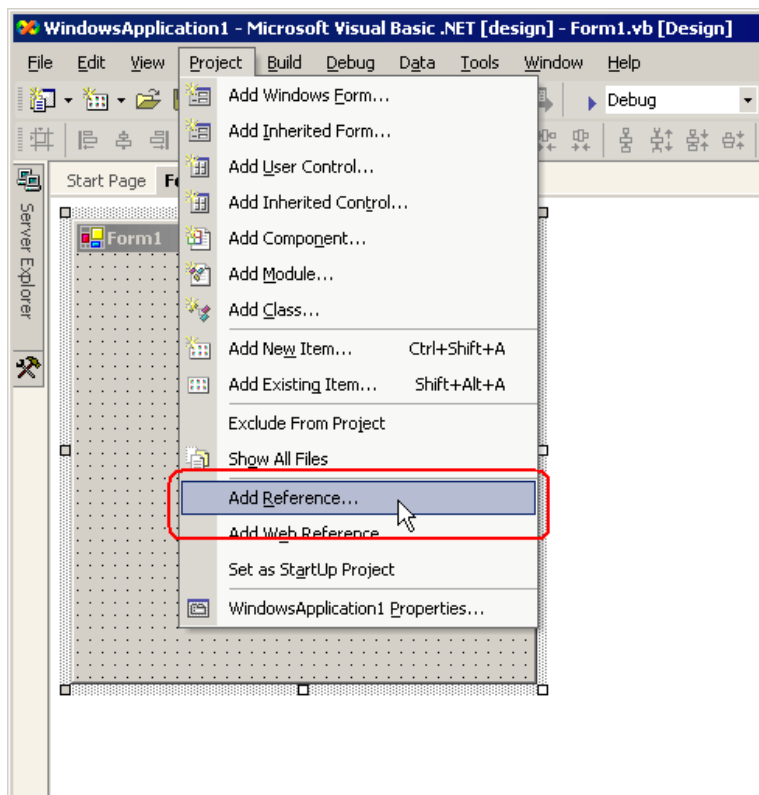 WindowsApplication1 - Microsoft Visual Basic .NET [design] - Form1.vb [Design]
File Edit View Project Build Debug Data Tools Window Help
Debug
Start Page Fo
Server Explorer
Form1
Add Windows Form...
Add Inherited Form...
Add User Control...
Add Inherited Control...
Add Component...
Add Module...
Add Class...
Add New Item... Ctrl+Shift+A
Add Existing Item... Shift+Alt+A
Exclude From Project
Show All Files
Add Reference...
Add Web Reference
Set as StartUp Project
WindowsApplication1 Properties...